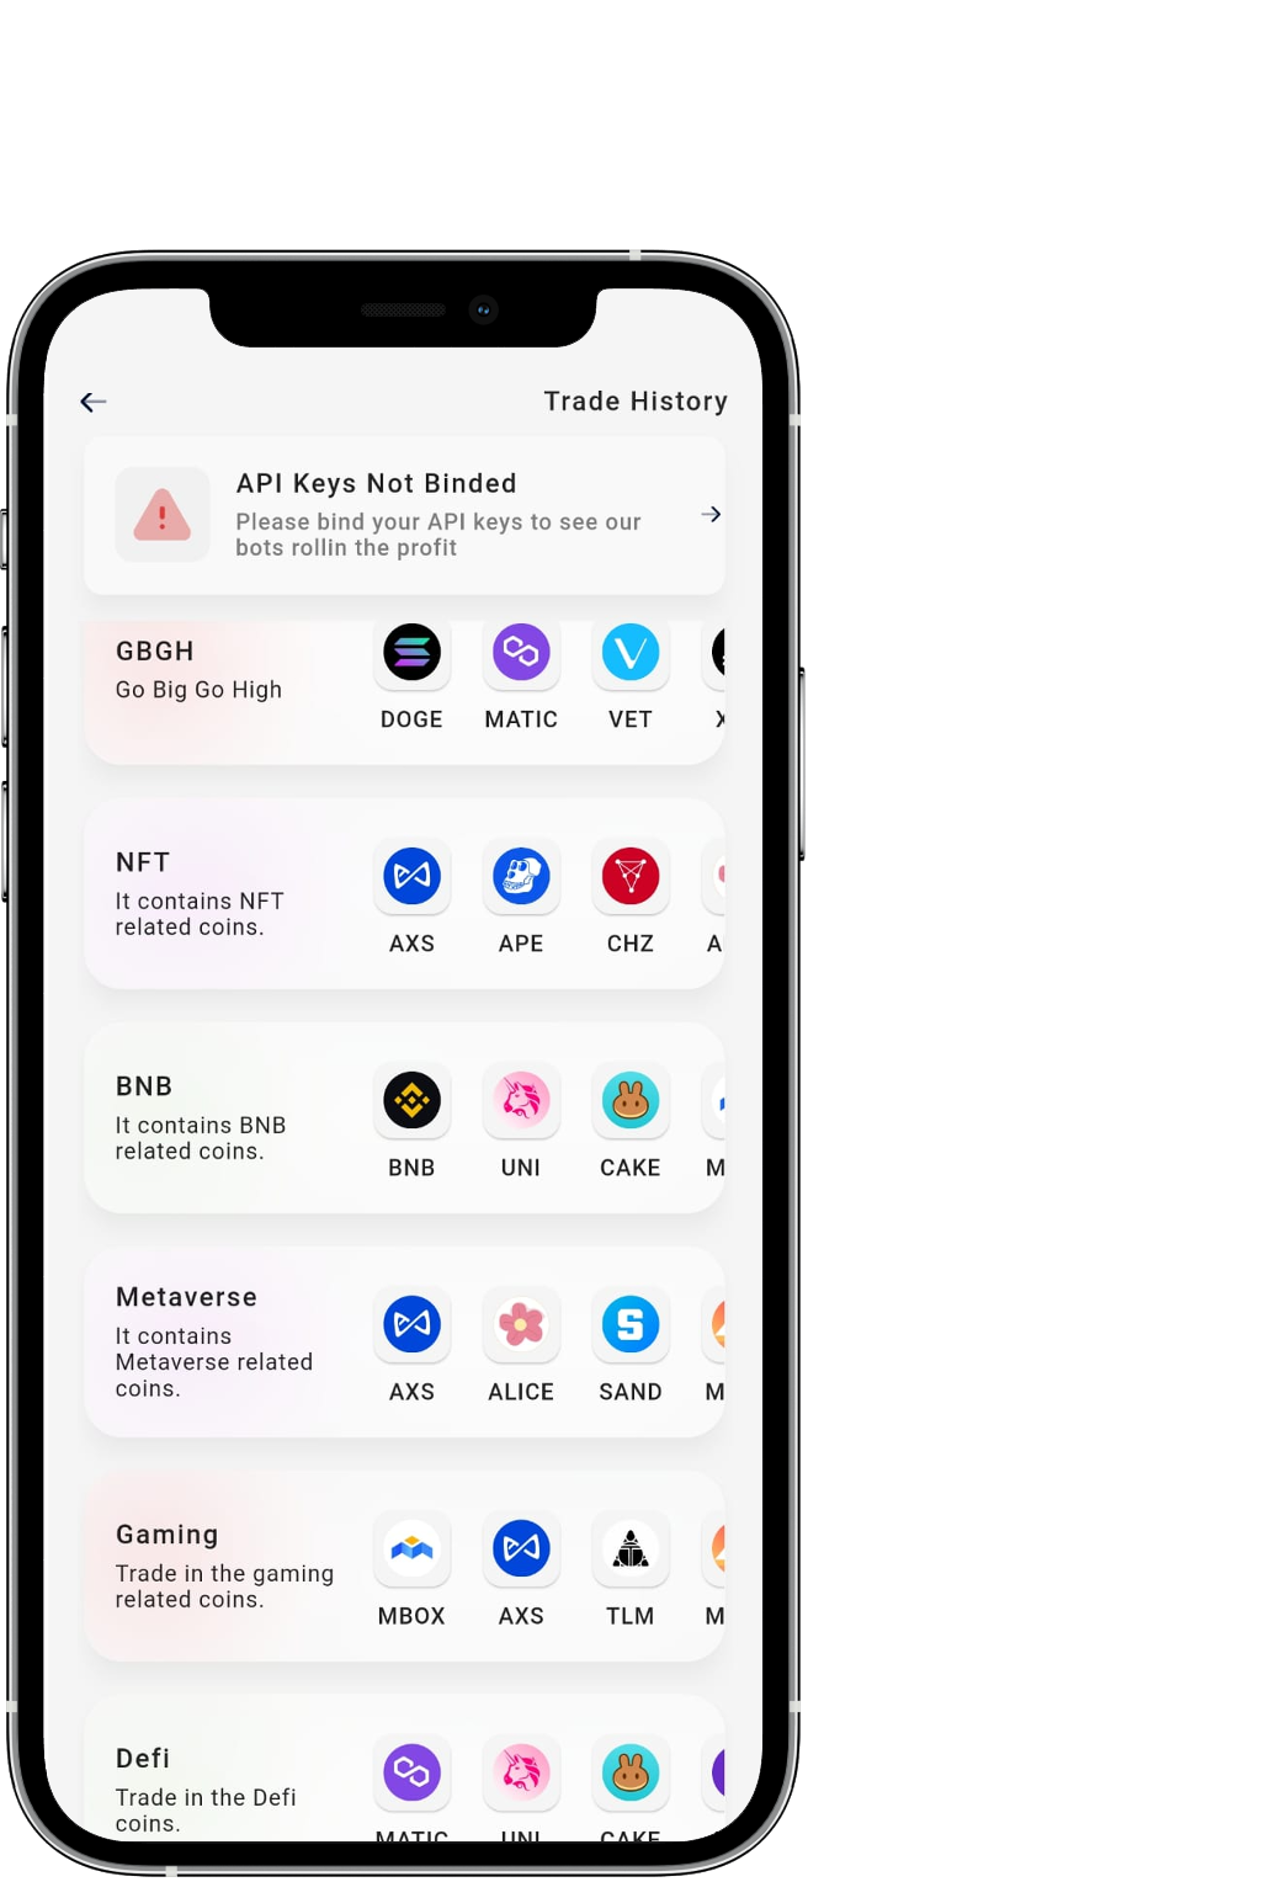 Trade History
API Keys Not Binded
Please bind your API keys to see our
bots rollin the profit
GBGH
Go Big Go High
DOGE MATIC VET X
NFT
It contains NFT
related coins.
AXS APE CHZ A
BNB
It contains BNB
related coins.
BNB UNI CAKE M
Metaverse
It contains
Metaverse related
coins.
AXS ALICE SAND M
Gaming
Trade in the gaming
related coins.
MBOX AXS TLM M
Defi
Trade in the Defi
coins.
MATIC UNI CAKE